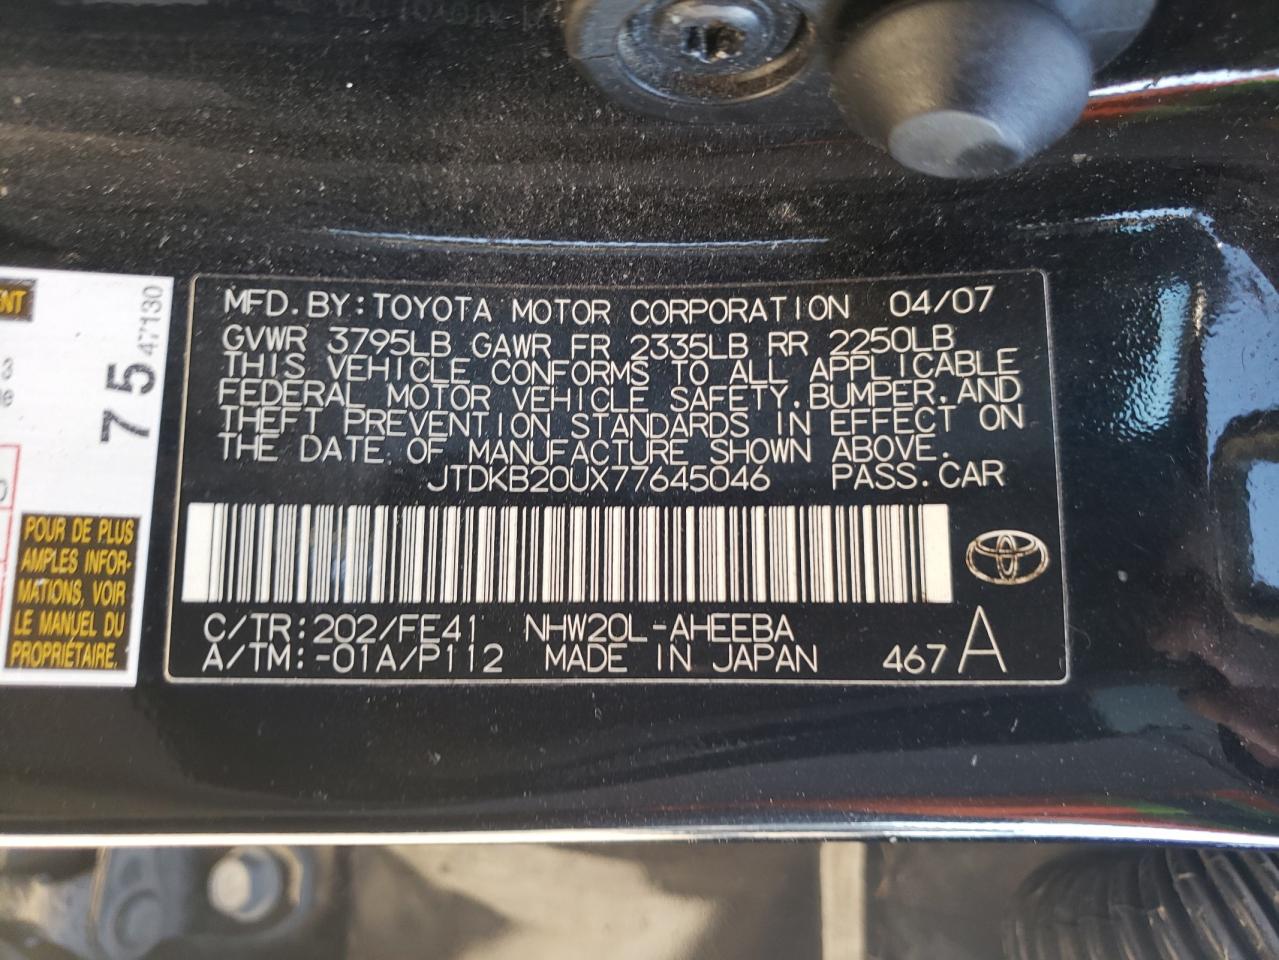 MFD.BY:TOYOTA MOTOR CORPORATION 04/07
GVWR 3795LB GAWR FR 2335LB RR 2250LB
THIS VEHICLE CONFORMS TO ALL APPLICABLE
FEDERAL MOTOR VEHICLE SAFETY,BUMPER,AND
THEFT PREVENTION STANDARDS IN EFFECT ON
THE DATE OF MANUFACTURE SHOWN ABOVE.
JTDKB20UX77645046 PASS.CAR
C/TR:202/FE41 NHW20L-AHEEBA
A/TM:-01A/P112 MADE IN JAPAN 467 A
75
47130
POUR DE PLUS
AMPLES INFOR-
MATIONS, VOIR
LE MANUEL DU
PROPRIÉTAIRE.